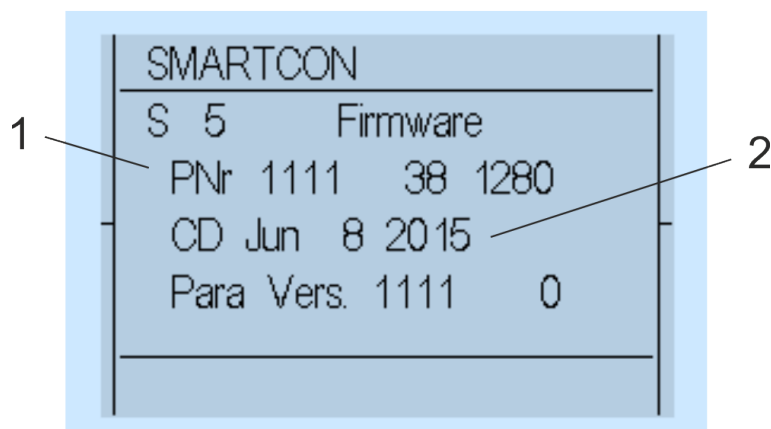 SMARTCON
S 5 Firmware
1
PNr 1111 38 1280
2
CD Jun 8 2015
Para Vers. 1111 0